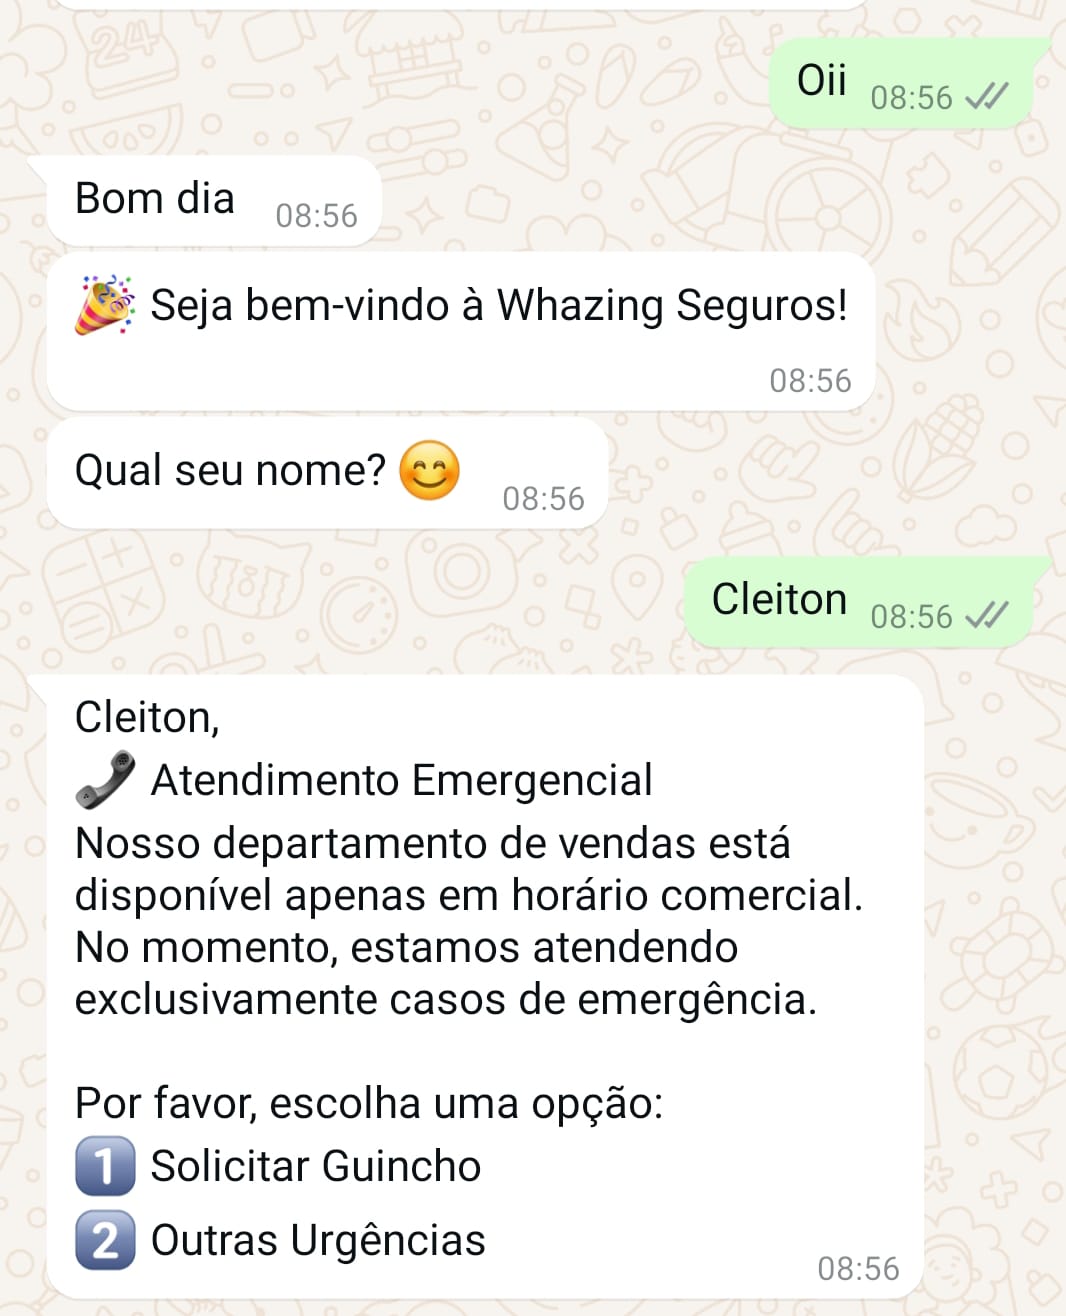 Oii 08:56
Bom dia 08:56
🎉 Seja bem-vindo à Whazing Seguros!
08:56
Qual seu nome? 😊 08:56
Cleiton 08:56
Cleiton,
📞 Atendimento Emergencial
Nosso departamento de vendas está
disponível apenas em horário comercial.
No momento, estamos atendendo
exclusivamente casos de emergência.
Por favor, escolha uma opção:
1️⃣ Solicitar Guincho
2️⃣ Outras Urgências
08:56